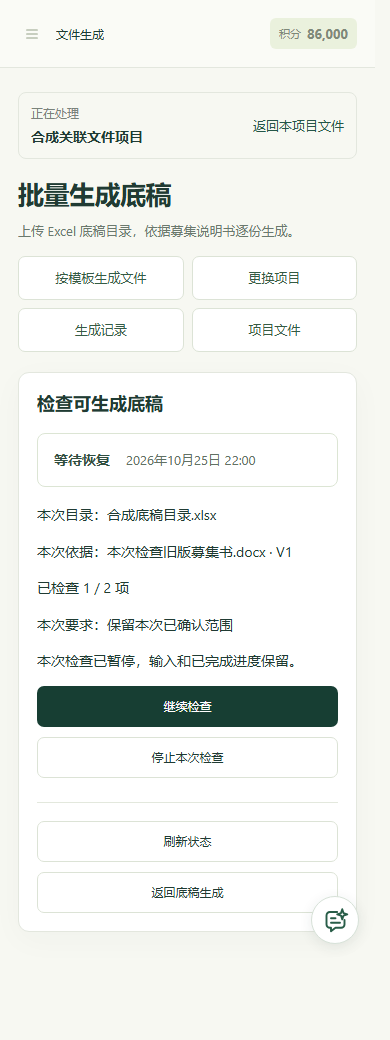 文件生成
积分 86,000
正在处理
合成关联文件项目
返回本项目文件
批量生成底稿
上传 Excel 底稿目录，依据募集说明书逐份生成。
按模板生成文件
更换项目
生成记录
项目文件
检查可生成底稿
等待恢复 2026年10月25日 22:00
本次目录：合成底稿目录.xlsx
本次依据：本次检查旧版募集书.docx · V1
已检查 1 / 2 项
本次要求：保留本次已确认范围
本次检查已暂停，输入和已完成进度保留。
继续检查
停止本次检查
刷新状态
返回底稿生成